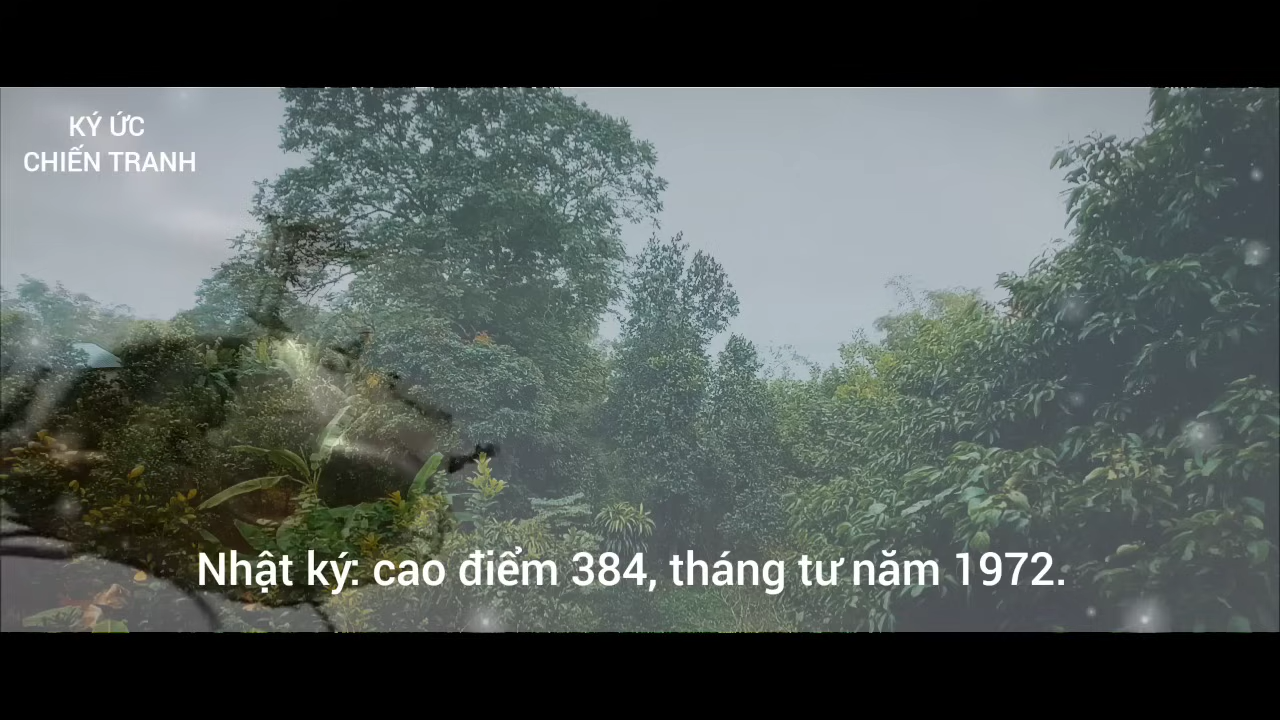 KÝ ỨC
CHIẾN TRANH
Nhật ký: cao điểm 384, tháng tư năm 1972.